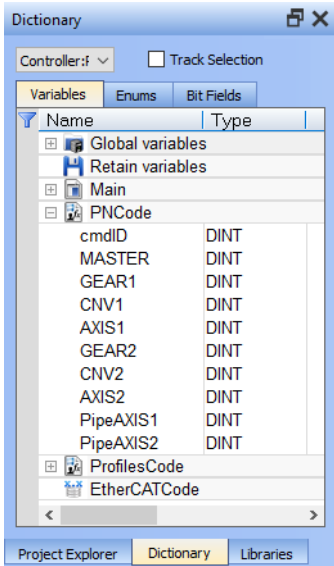 Dictionary
Controller:F Track Selection
Variables Enums Bit Fields
Name Type
Global variables
Retain variables
Main
PNCode
cmdID DINT
MASTER DINT
GEAR1 DINT
CNV1 DINT
AXIS1 DINT
GEAR2 DINT
CNV2 DINT
AXIS2 DINT
PipeAXIS1 DINT
PipeAXIS2 DINT
ProfilesCode
EtherCATCode
Project Explorer Dictionary Libraries